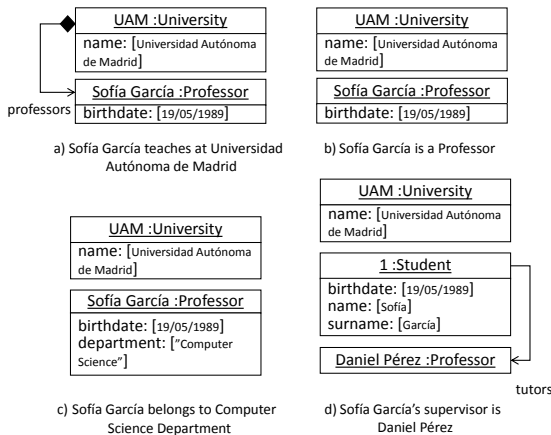 UAM :University
name: [Universidad Autónoma
de Madrid]
Sofía García :Professor
birthdate: [19/05/1989]
professors
a) Sofía García teaches at Universidad
Autónoma de Madrid
UAM :University
name: [Universidad Autónoma
de Madrid]
Sofía García :Professor
birthdate: [19/05/1989]
b) Sofía García is a Professor
UAM :University
name: [Universidad Autónoma
de Madrid]
Sofía García :Professor
birthdate: [19/05/1989]
department: ["Computer
Science"]
c) Sofía García belongs to Computer
Science Department
UAM :University
name: [Universidad Autónoma
de Madrid]
1 :Student
birthdate: [19/05/1989]
name: [Sofía]
surname: [García]
Daniel Pérez :Professor
tutors
d) Sofía García's supervisor is
Daniel Pérez